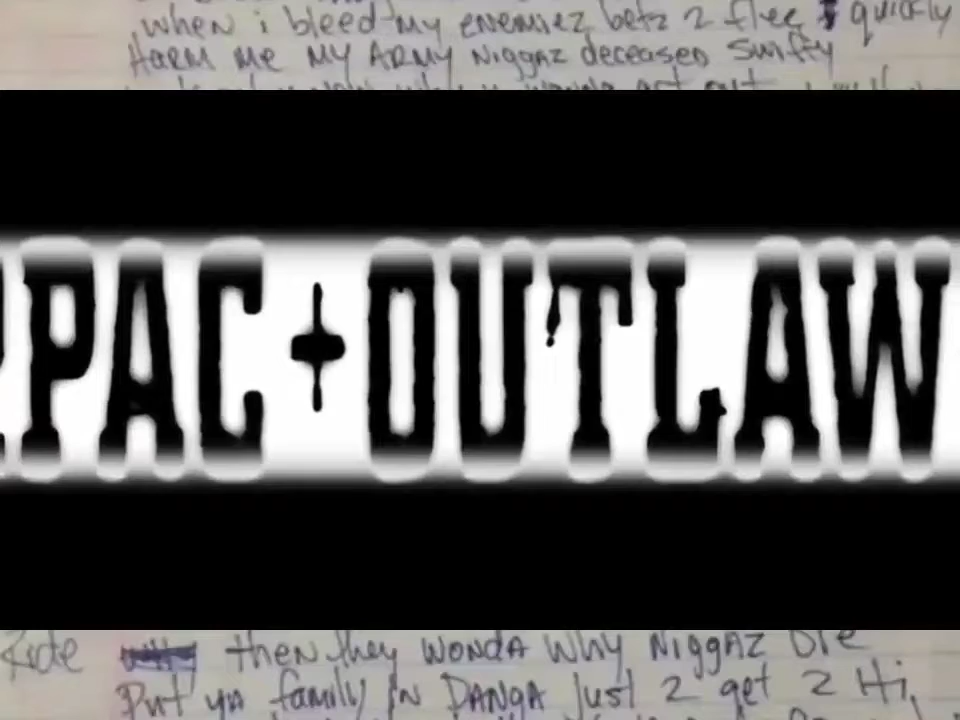 when i bleed my enemiez betz 2 flee quickly
Harm me MY ARMY Niggaz deceased Swifty
PAC + OUTLAW
Ride then they WONDA Why NIGGAZ DIE
Put ya family IN DANGA Just 2 get 2 Hi,